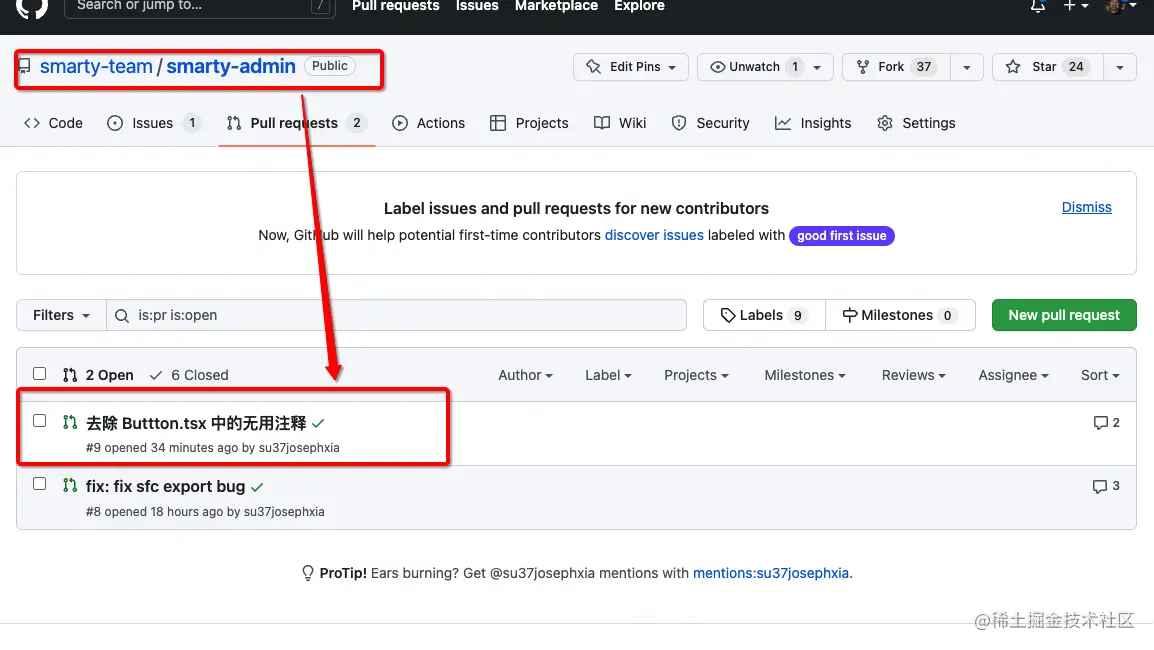 Search or jump to... / Pull requests Issues Marketplace Explore
smarty-team / smarty-admin Public Edit Pins Unwatch 1 Fork 37 Star 24
Code Issues 1 Pull requests 2 Actions Projects Wiki Security Insights Settings
Label issues and pull requests for new contributors Dismiss
Now, GitHub will help potential first-time contributors discover issues labeled with good first issue
Filters is:pr is:open Labels 9 Milestones 0 New pull request
2 Open 6 Closed Author Label Projects Milestones Reviews Assignee Sort
去除 Buttton.tsx 中的无用注释 2
#9 opened 34 minutes ago by su37josephxia
fix: fix sfc export bug 3
#8 opened 18 hours ago by su37josephxia
ProTip! Ears burning? Get @su37josephxia mentions with mentions:su37josephxia.
@稀土掘金技术社区